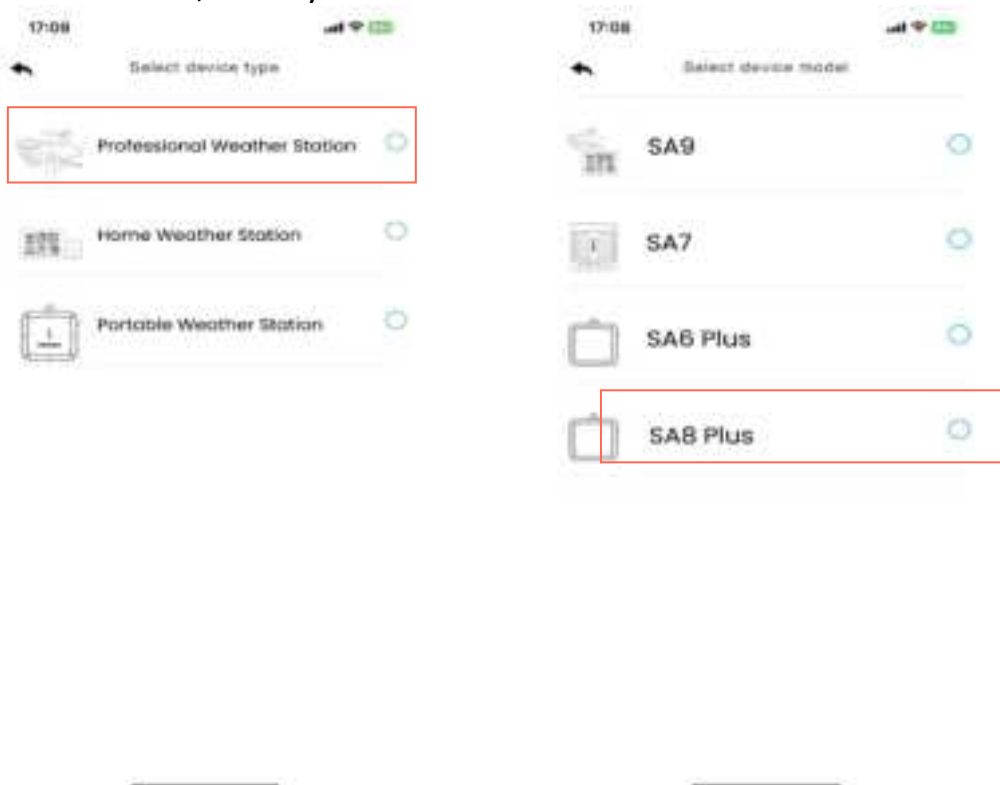 17:09
Select device type
Professional Weather Station
Home Weather Station
Portable Weather Station
17:08
Select device model
SA9
SA7
SA6 Plus
SA8 Plus